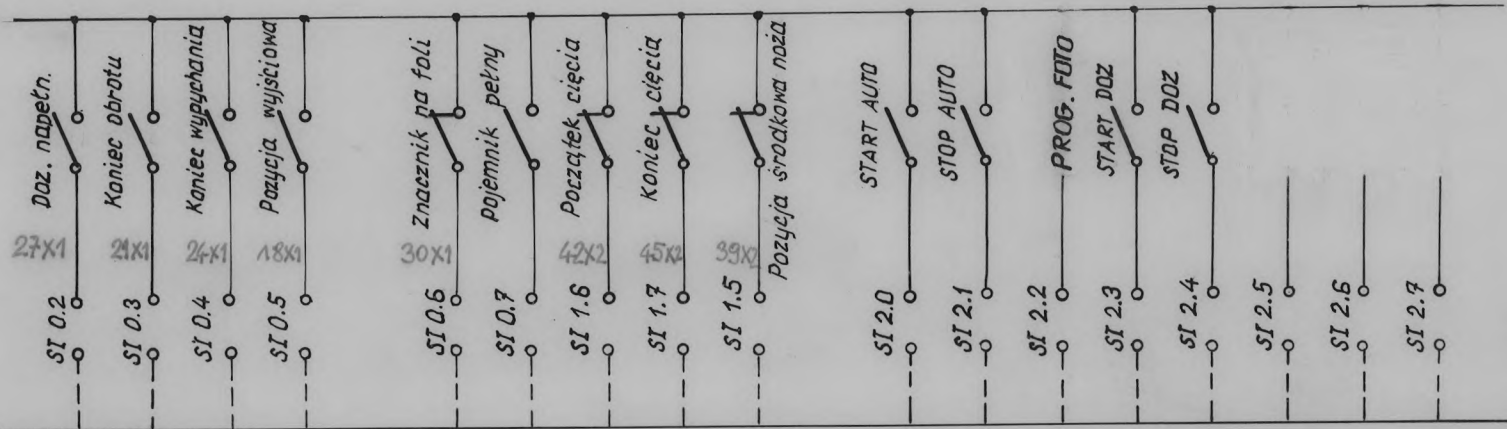 Doz. napełn.
27X1
SI 0.2
Koniec obrotu
21X1
SI 0.3
Koniec wypychania
24X1
SI 0.4
Pozycja wyjściowa
18X1
SI 0.5
Znacznik na foli
30X1
SI 0.6
pojemnik pełny
SI 0.7
Początek cięcia
42X2
SI 1.6
Koniec cięcia
45X2
SI 1.7
Pozycja środkowa noża
39X2
SI 1.5
START AUTO
SI 2.0
STOP AUTO
SI 2.1
PROG. FOTO
SI 2.2
START DOZ
SI 2.3
STOP DOZ
SI 2.4
SI 2.5
SI 2.6
SI 2.7